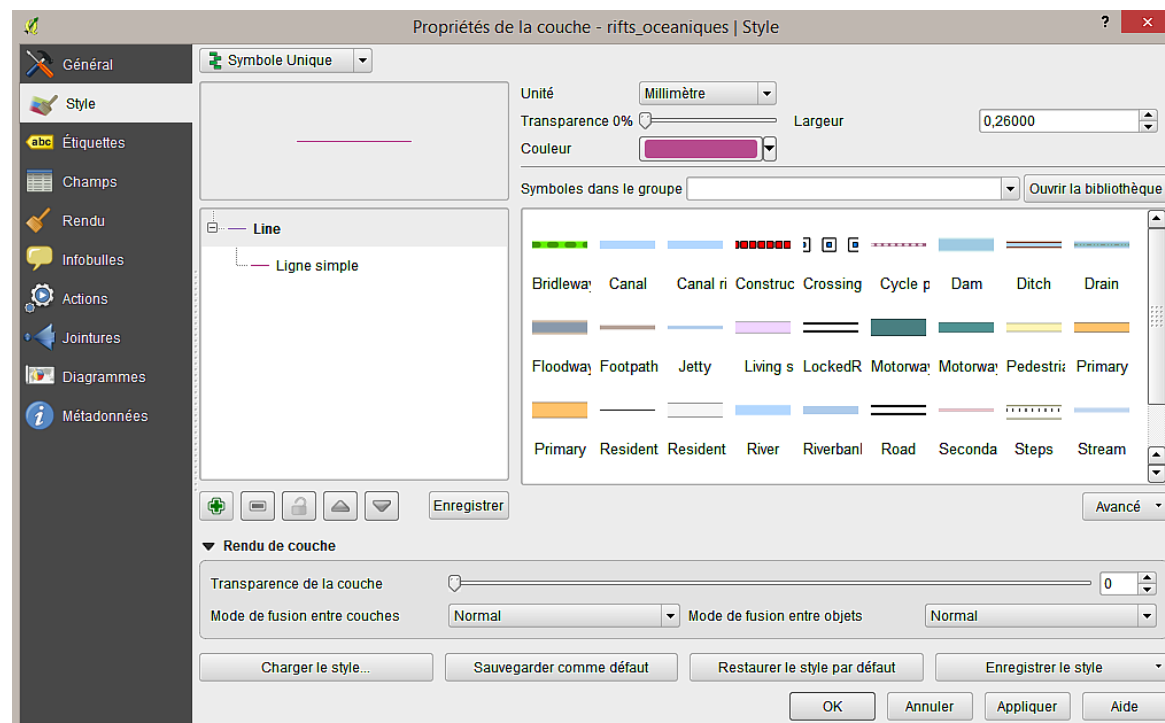 Propriétés de la couche - rifts_oceaniques | Style
?
×
Général
Style
abc Étiquettes
Champs
Rendu
Infobulles
Actions
Jointures
Diagrammes
i Métadonnées
Symbole Unique
Unité Millimètre
Transparence 0% Largeur 0,26000
Couleur
Symboles dans le groupe Ouvrir la bibliothèque
Line
Ligne simple
Bridleway Canal Canal ri Construc Crossing Cycle p Dam Ditch Drain
Floodway Footpath Jetty Living s LockedR Motorway Motorway Pedestria Primary
Primary Resident Resident River Riverbanl Road Seconda Steps Stream
Enregistrer
Avancé
Rendu de couche
Transparence de la couche 0
Mode de fusion entre couches Normal Mode de fusion entre objets Normal
Charger le style... Sauvegarder comme défaut Restaurer le style par défaut Enregistrer le style
OK Annuler Appliquer Aide